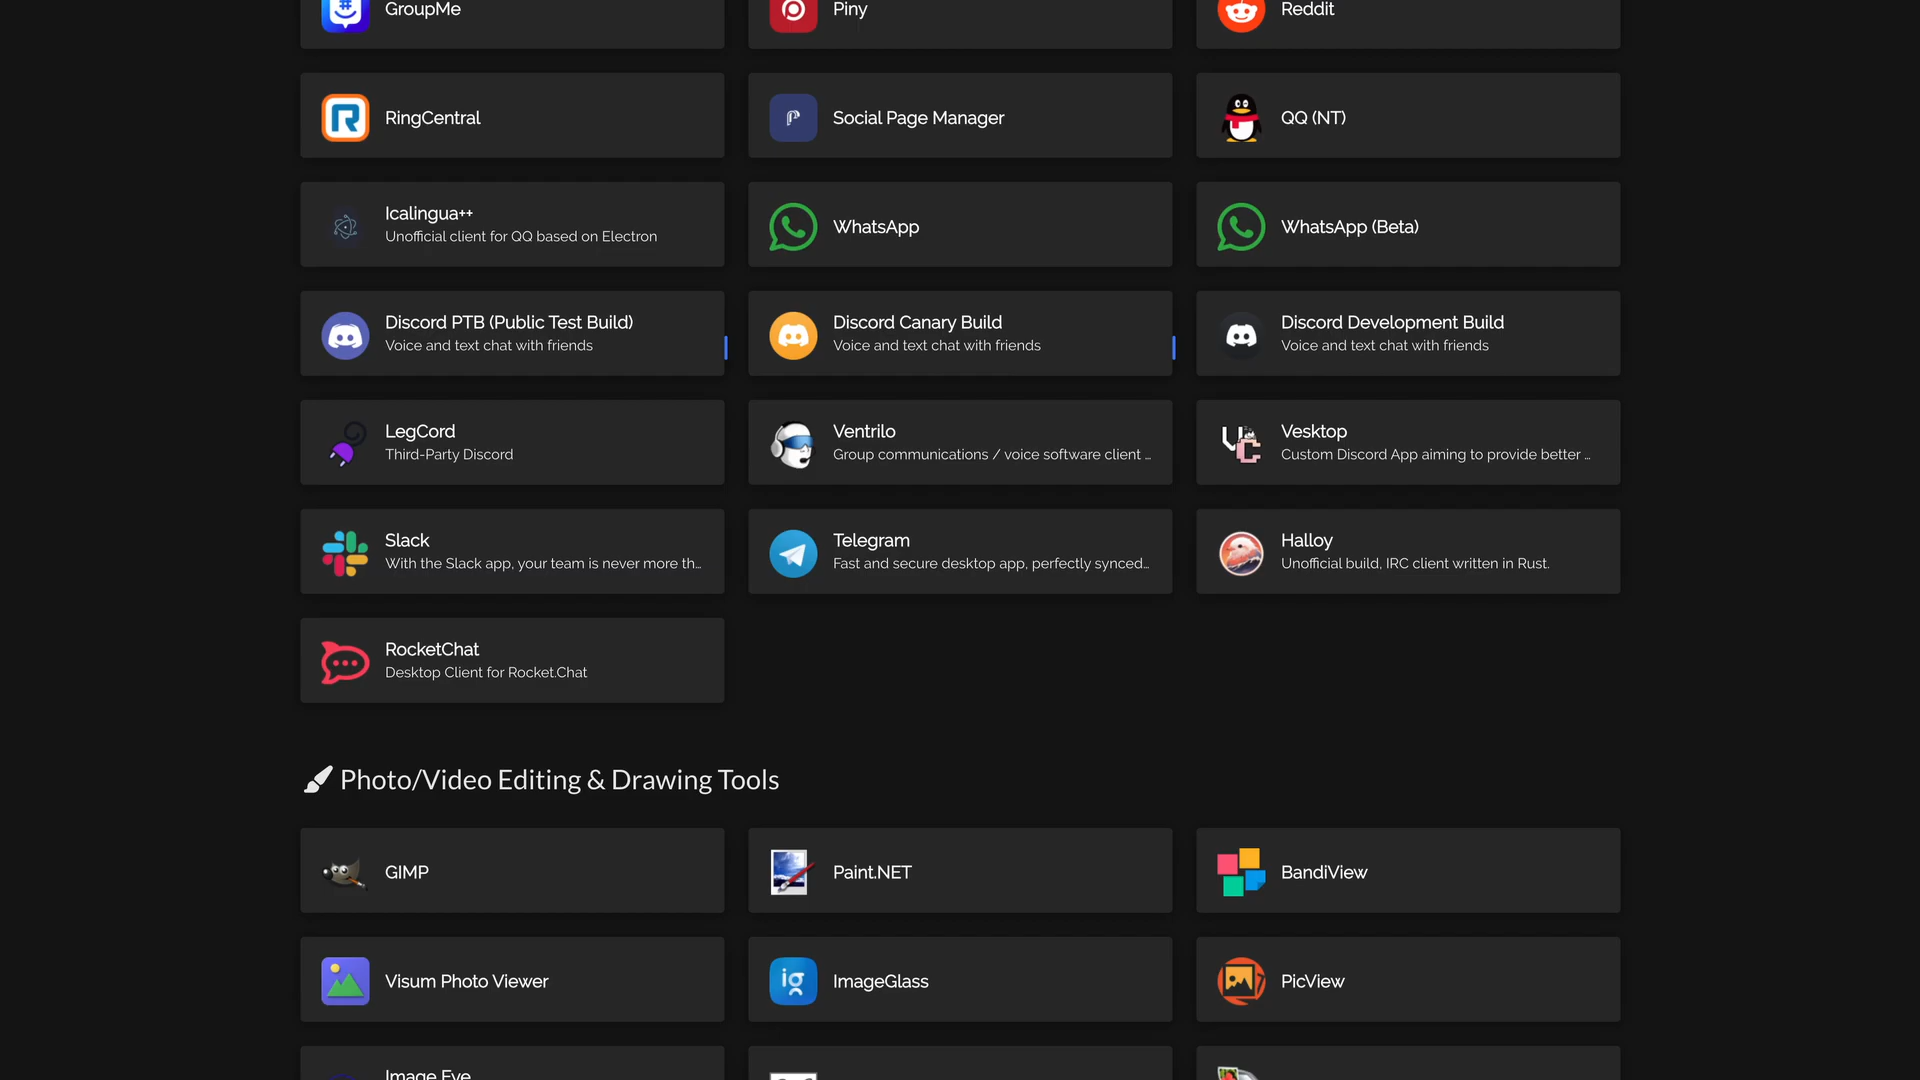 GroupMe
Piny
Reddit
RingCentral
Social Page Manager
QQ (NT)
Icalingua++
Unofficial client for QQ based on Electron
WhatsApp
WhatsApp (Beta)
Discord PTB (Public Test Build)
Voice and text chat with friends
Discord Canary Build
Voice and text chat with friends
Discord Development Build
Voice and text chat with friends
LegCord
Third-Party Discord
Ventrilo
Group communications / voice software client ...
Vesktop
Custom Discord App aiming to provide better ...
Slack
With the Slack app, your team is never more th...
Telegram
Fast and secure desktop app, perfectly synced...
Halloy
Unofficial build, IRC client written in Rust.
RocketChat
Desktop Client for Rocket.Chat
Photo/Video Editing & Drawing Tools
GIMP
Paint.NET
BandiView
Visum Photo Viewer
ig
ImageGlass
PicView
Image Eye